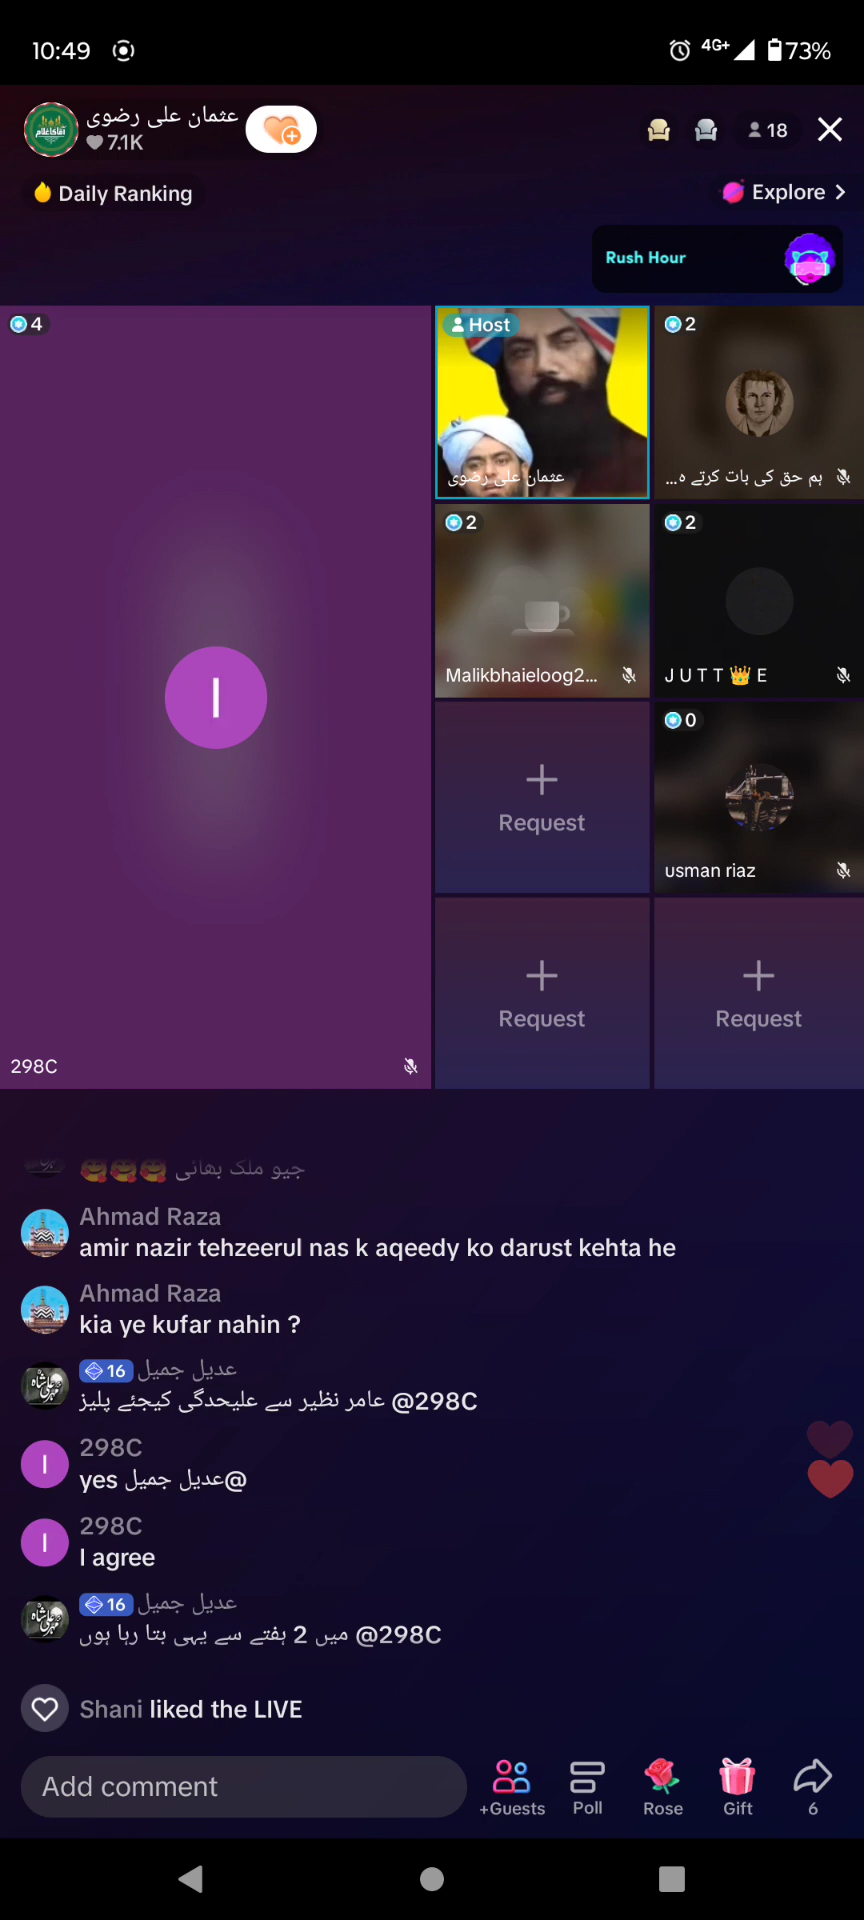 10:49
4G+
73%
عثمان علی رضوی
7.1K
18
Daily Ranking
Explore
Rush Hour
4
298C
Host
عثمان علی رضوی
2
ہم حق کی بات کرتے ہ...
2
Malikbhaieloog2...
2
J U T T 👑 E
Request
0
usman riaz
Request
Request
جیو ملک بھائی 🥰🥰🥰
Ahmad Raza
amir nazir tehzeerul nas k aqeedy ko darust kehta he
Ahmad Raza
kia ye kufar nahin ?
16 عدیل جمیل
@298C عامر نظیر سے علیحدگی کیجئے پلیز
298C
@عدیل جمیل yes
298C
I agree
16 عدیل جمیل
@298C میں 2 ہفتے سے یہی بتا رہا ہوں
Shani liked the LIVE
Add comment
+Guests
Poll
Rose
Gift
6